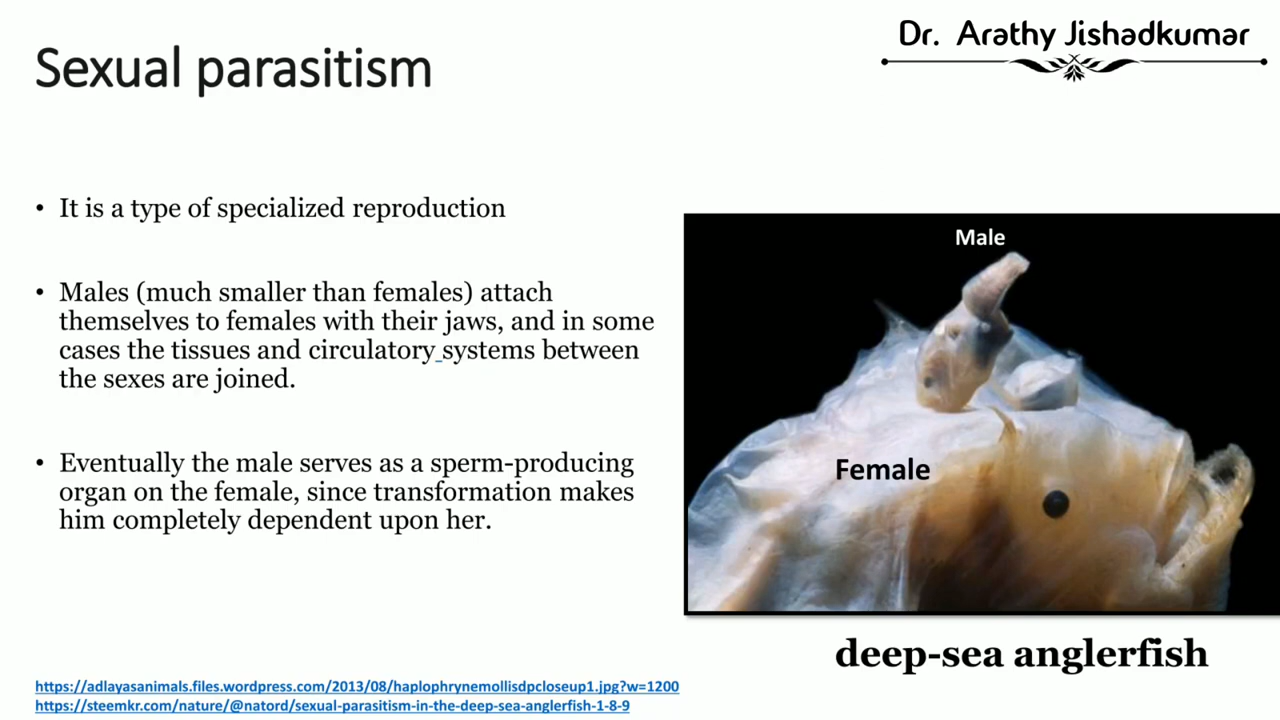 Dr. Arathy Jishadkumar
Sexual parasitism
• It is a type of specialized reproduction
• Males (much smaller than females) attach
themselves to females with their jaws, and in some
cases the tissues and circulatory systems between
the sexes are joined.
• Eventually the male serves as a sperm-producing
organ on the female, since transformation makes
him completely dependent upon her.
Male
Female
deep-sea anglerfish
https://adlayasanimals.files.wordpress.com/2013/08/haplophrynemollisdpcloseup1.jpg?w=1200
https://steemkr.com/nature/@natord/sexual-parasitism-in-the-deep-sea-anglerfish-1-8-9